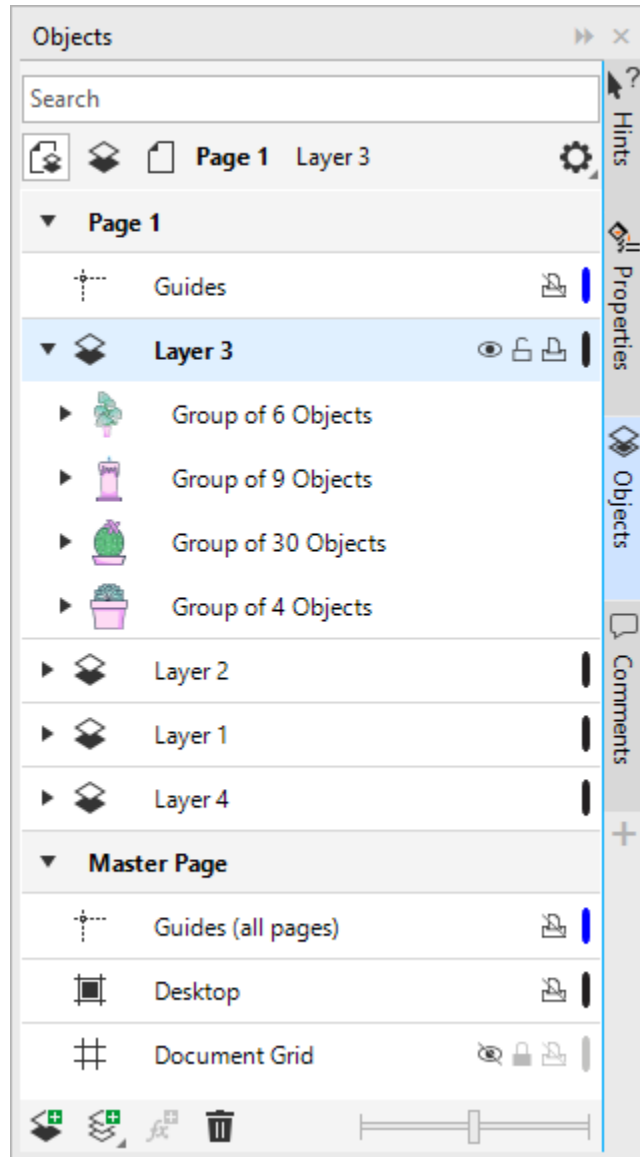 Objects
Search
Page 1 Layer 3
Page 1
Guides
Layer 3
Group of 6 Objects
Group of 9 Objects
Group of 30 Objects
Group of 4 Objects
Layer 2
Layer 1
Layer 4
Master Page
Guides (all pages)
Desktop
Document Grid
Hints
Properties
Objects
Comments